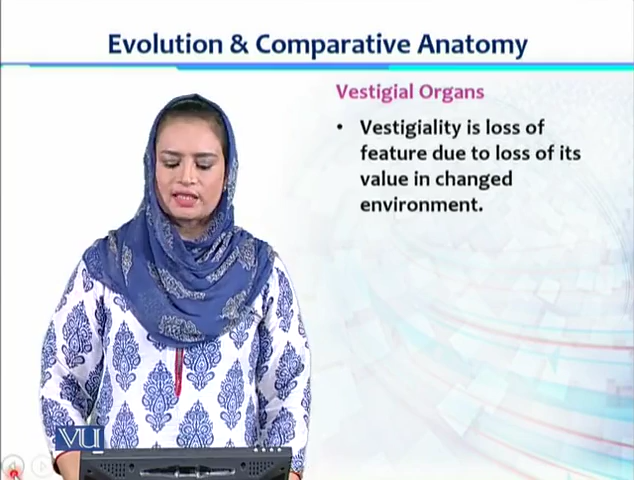 Evolution & Comparative Anatomy
Vestigial Organs
• Vestigiality is loss of
feature due to loss of its
value in changed
environment.
VU